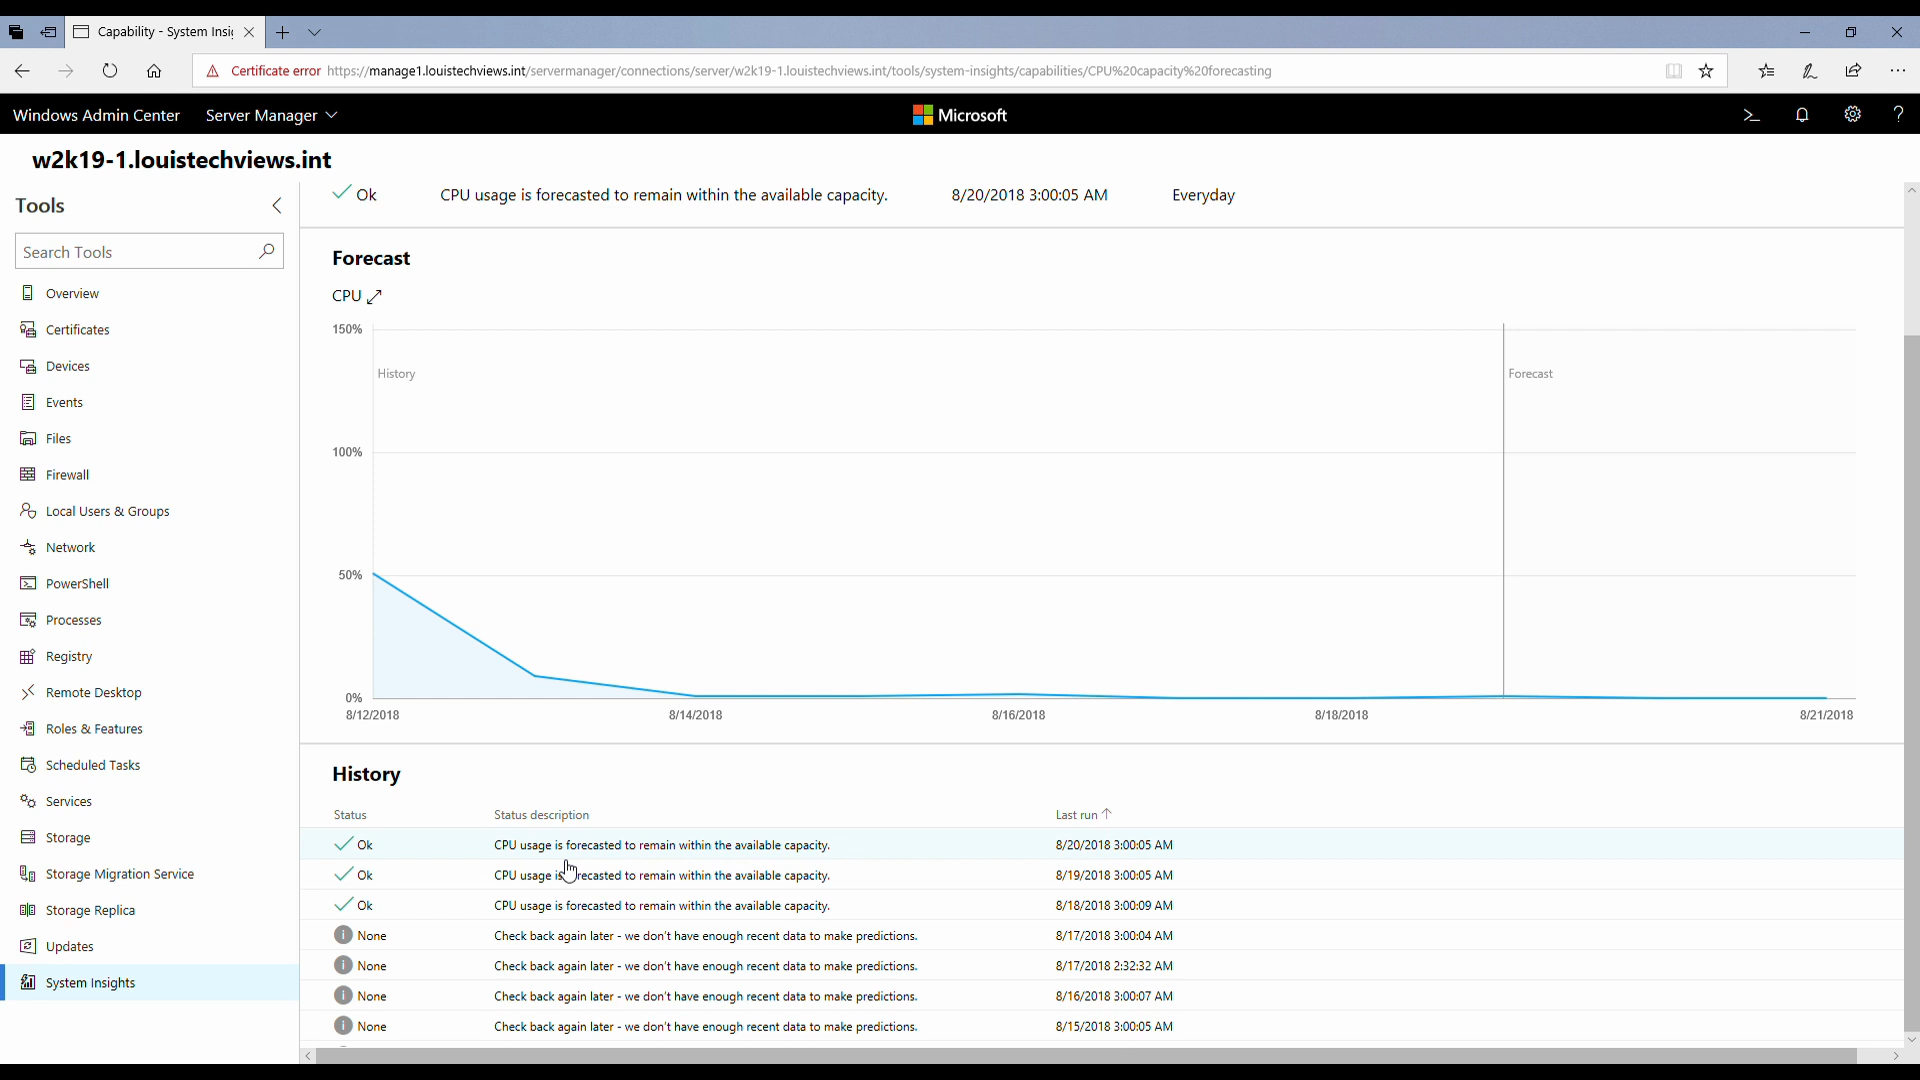 Capability - System Insi
Certificate error https://manage1.louistechviews.int/servermanager/connections/server/w2k19-1.louistechviews.int/tools/system-insights/capabilities/CPU%20capacity%20forecasting
Windows Admin Center Server Manager Microsoft
w2k19-1.louistechviews.int
Tools
Search Tools
Overview
Certificates
Devices
Events
Files
Firewall
Local Users & Groups
Network
PowerShell
Processes
Registry
Remote Desktop
Roles & Features
Scheduled Tasks
Services
Storage
Storage Migration Service
Storage Replica
Updates
System Insights
Ok CPU usage is forecasted to remain within the available capacity. 8/20/2018 3:00:05 AM Everyday
Forecast
CPU
150%
History Forecast
100%
50%
0%
8/12/2018 8/14/2018 8/16/2018 8/18/2018 8/21/2018
History
Status Status description Last run
Ok CPU usage is forecasted to remain within the available capacity. 8/20/2018 3:00:05 AM
Ok CPU usage is forecasted to remain within the available capacity. 8/19/2018 3:00:05 AM
Ok CPU usage is forecasted to remain within the available capacity. 8/18/2018 3:00:09 AM
None Check back again later - we don't have enough recent data to make predictions. 8/17/2018 3:00:04 AM
None Check back again later - we don't have enough recent data to make predictions. 8/17/2018 2:32:32 AM
None Check back again later - we don't have enough recent data to make predictions. 8/16/2018 3:00:07 AM
None Check back again later - we don't have enough recent data to make predictions. 8/15/2018 3:00:05 AM